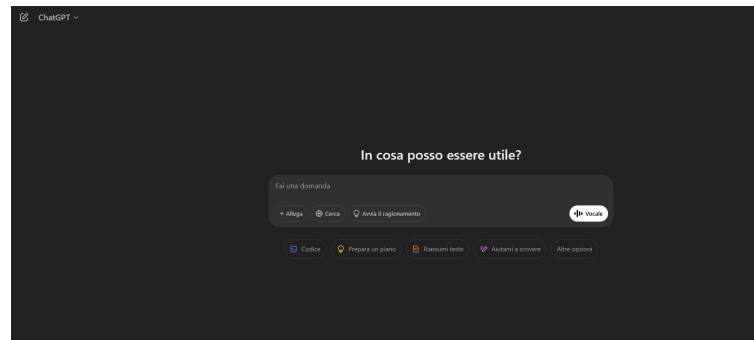 ChatGPT
In cosa posso essere utile?
Fai una domanda
+ Allega Cerca Avvia il ragionamento Vocale
Codice Prepara un piano Riassumi testo Aiutami a scrivere Altre opzioni